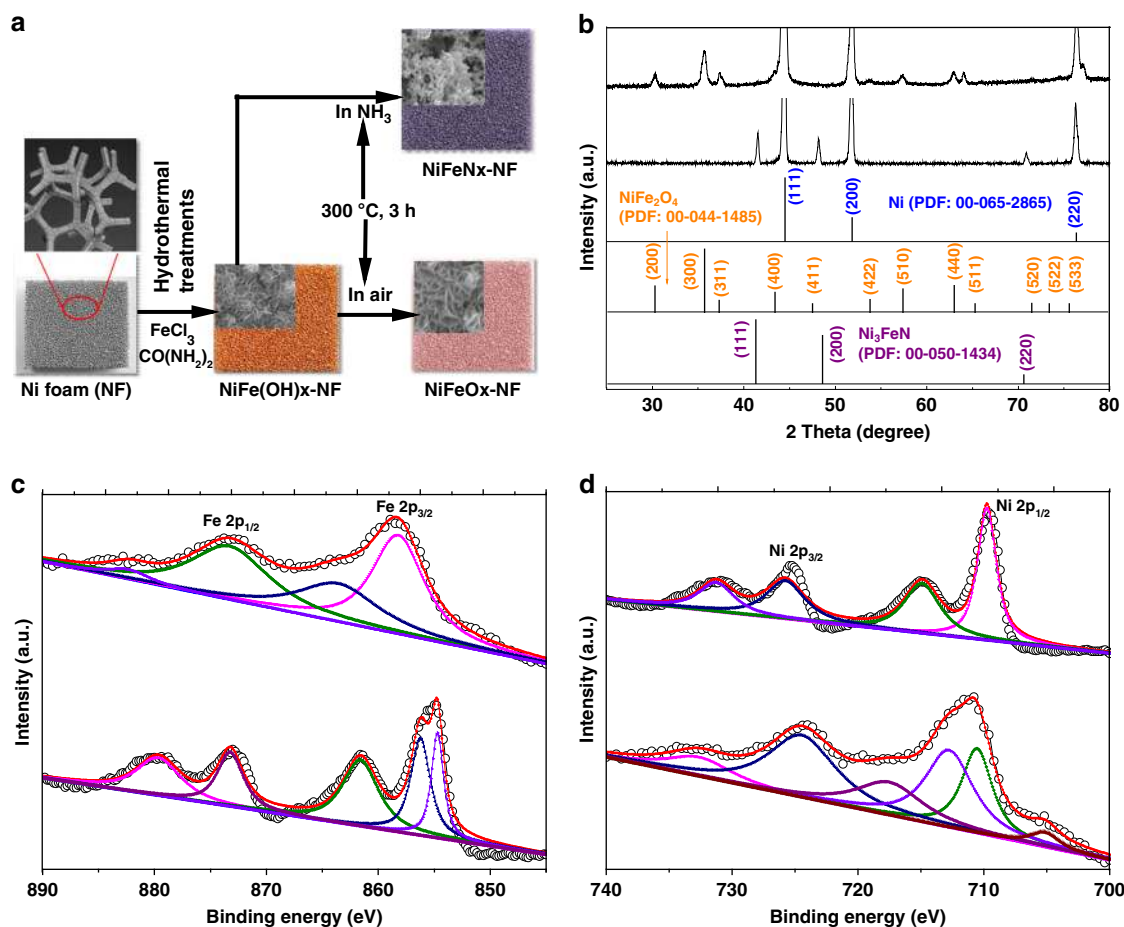 a
In NH3
NiFeNx-NF
Hydrothermal
treatments
300 °C, 3 h
In air
FeCl3
CO(NH2)2
Ni foam (NF)
NiFe(OH)x-NF
NiFeOx-NF
b
Intensity (a.u.)
(111)
(200)
Ni (PDF: 00-065-2865)
(220)
NiFe2O4
(PDF: 00-044-1485)
(200)
(300)
(311)
(400)
(411)
(422)
(510)
(440)
(511)
(520)
(522)
(533)
(111)
(200)
Ni3FeN
(PDF: 00-050-1434)
(220)
30
40
50
60
70
80
2 Theta (degree)
c
Fe 2p1/2
Fe 2p3/2
Intensity (a.u.)
890
880
870
860
850
Binding energy (eV)
d
Ni 2p3/2
Ni 2p1/2
Intensity (a.u.)
740
730
720
710
700
Binding energy (eV)